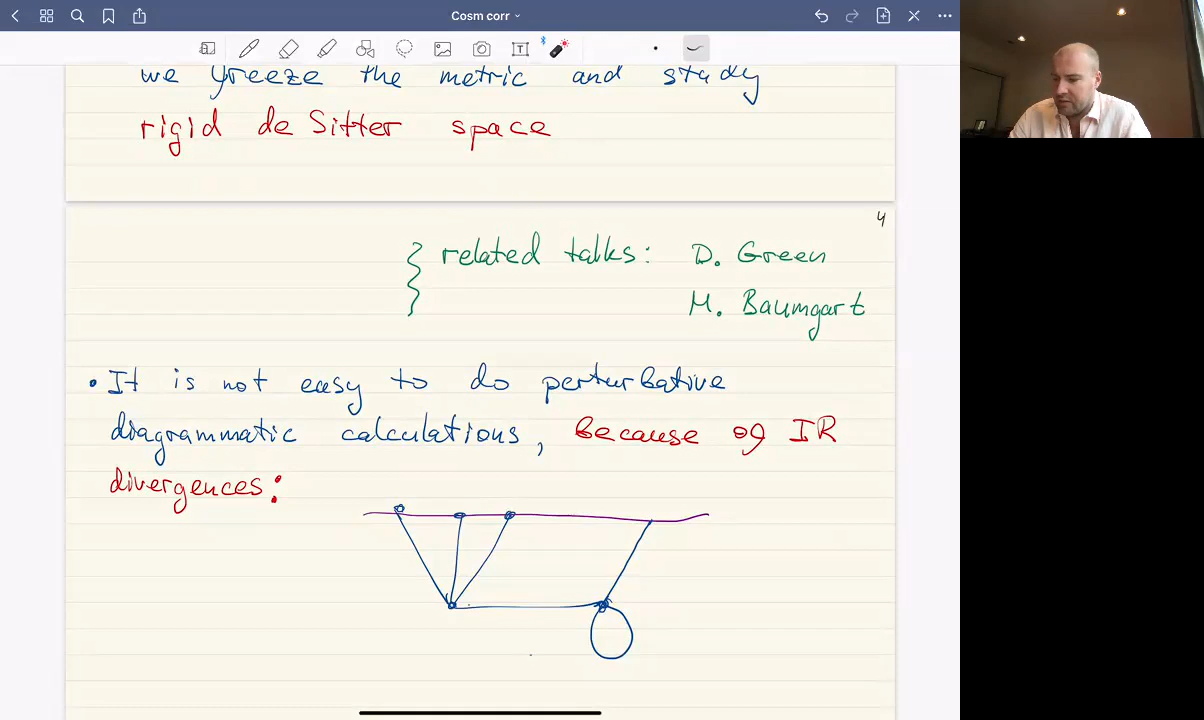 Cosm corr
we freeze the metric and study
rigid de Sitter space
4
related talks: D. Green
M. Baumgart
• It is not easy to do perturbative
diagrammatic calculations, because of IR
divergences: